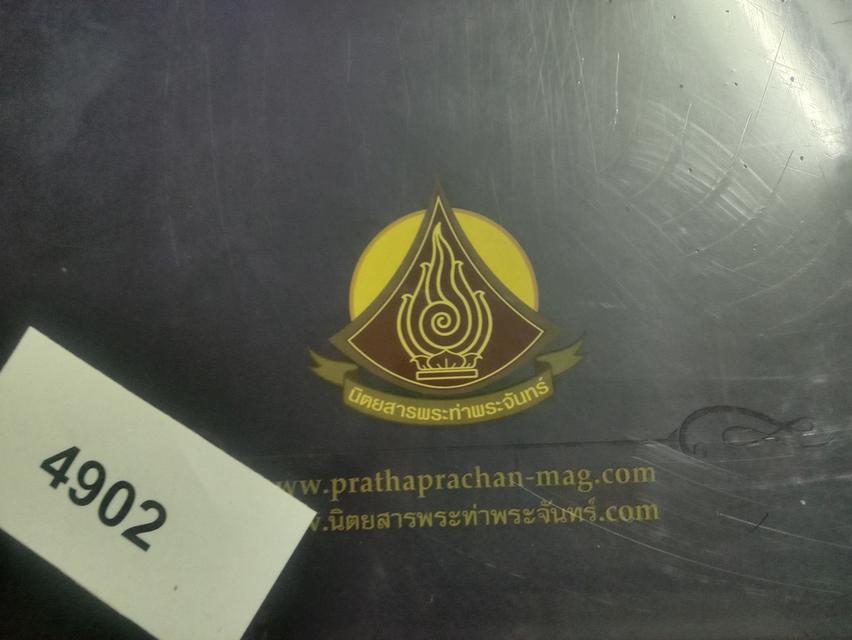 นิตยสารพระท่าพระจันทร์
www.prathaprachan-mag.com
.นิตยสารพระท่าพระจันทร์.com
4902